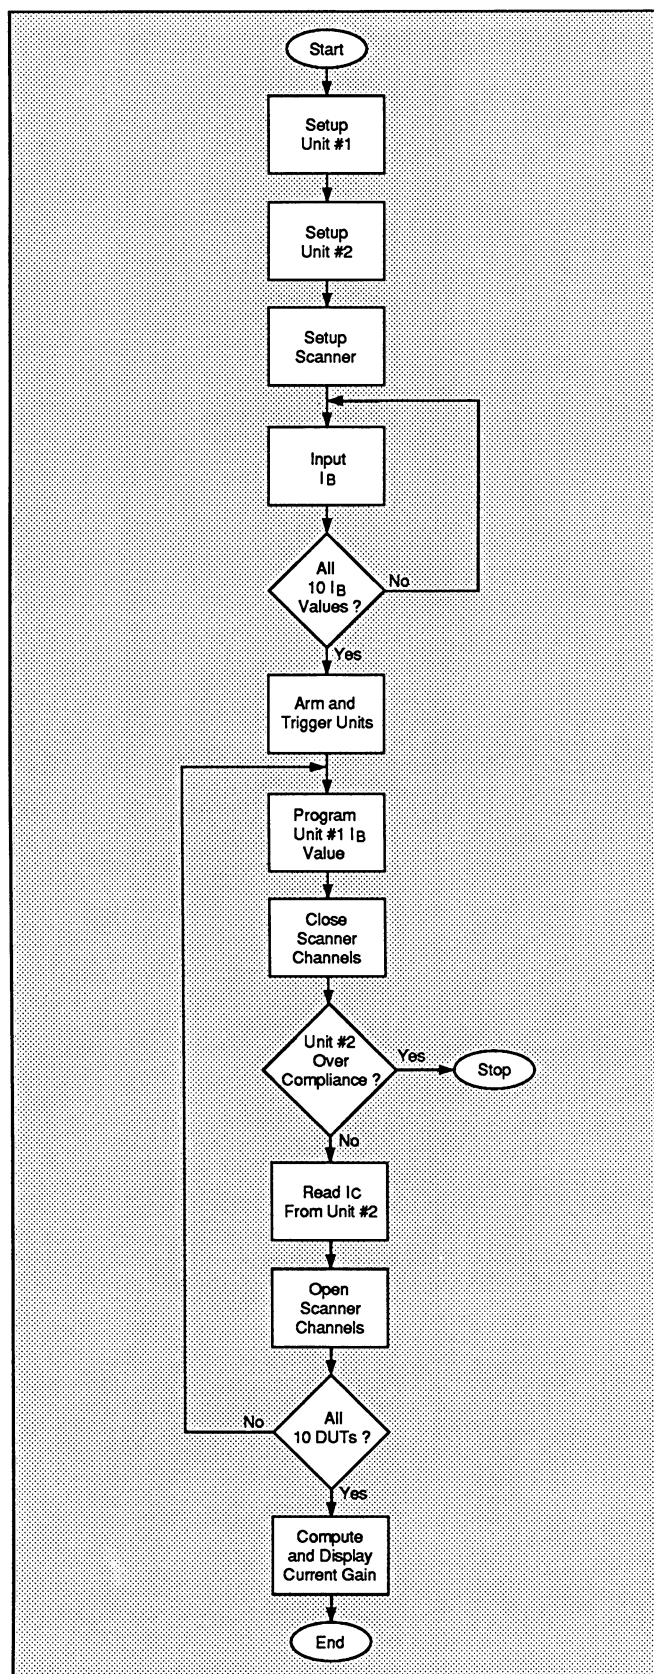 Start
Setup
Unit #1
Setup
Unit #2
Setup
Scanner
Input
IB
All
10 IB
Values ?
No
Yes
Arm and
Trigger Units
Program
Unit #1 IB
Value
Close
Scanner
Channels
Unit #2
Over
Compliance ?
Yes
Stop
No
Read IC
From Unit #2
Open
Scanner
Channels
All
10 DUTs ?
No
Yes
Compute
and Display
Current Gain
End